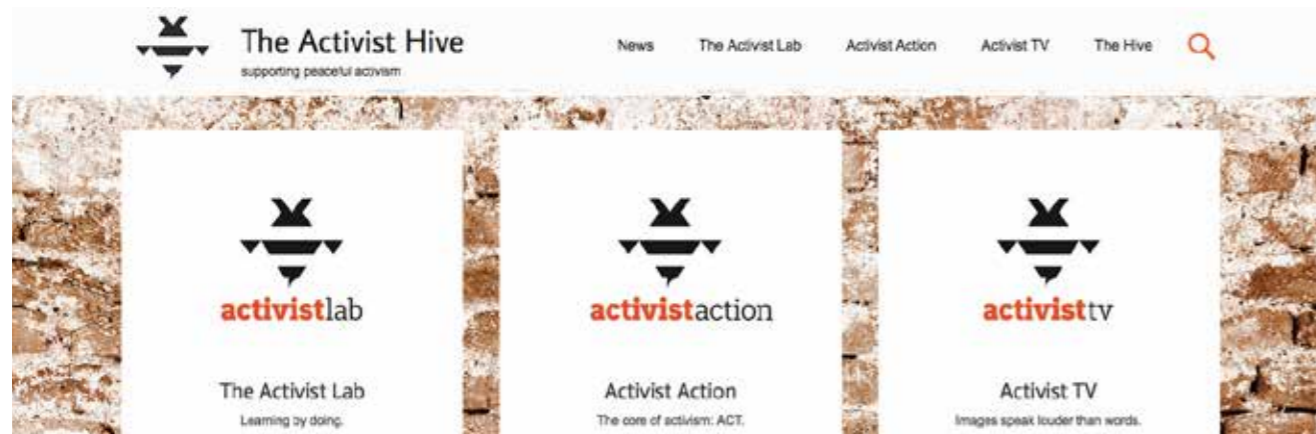 The Activist Hive
supporting peaceful activism
News The Activist Lab Activist Action Activist TV The Hive
activistlab
activistaction
activisttv
The Activist Lab
Activist Action
Activist TV
Learning by doing.
The core of activism: ACT.
Images speak louder than words.